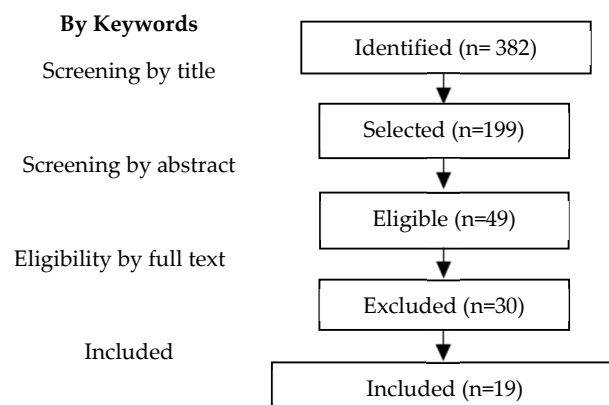 By Keywords
Identified (n= 382)
Screening by title
Selected (n=199)
Screening by abstract
Eligible (n=49)
Eligibility by full text
Excluded (n=30)
Included
Included (n=19)